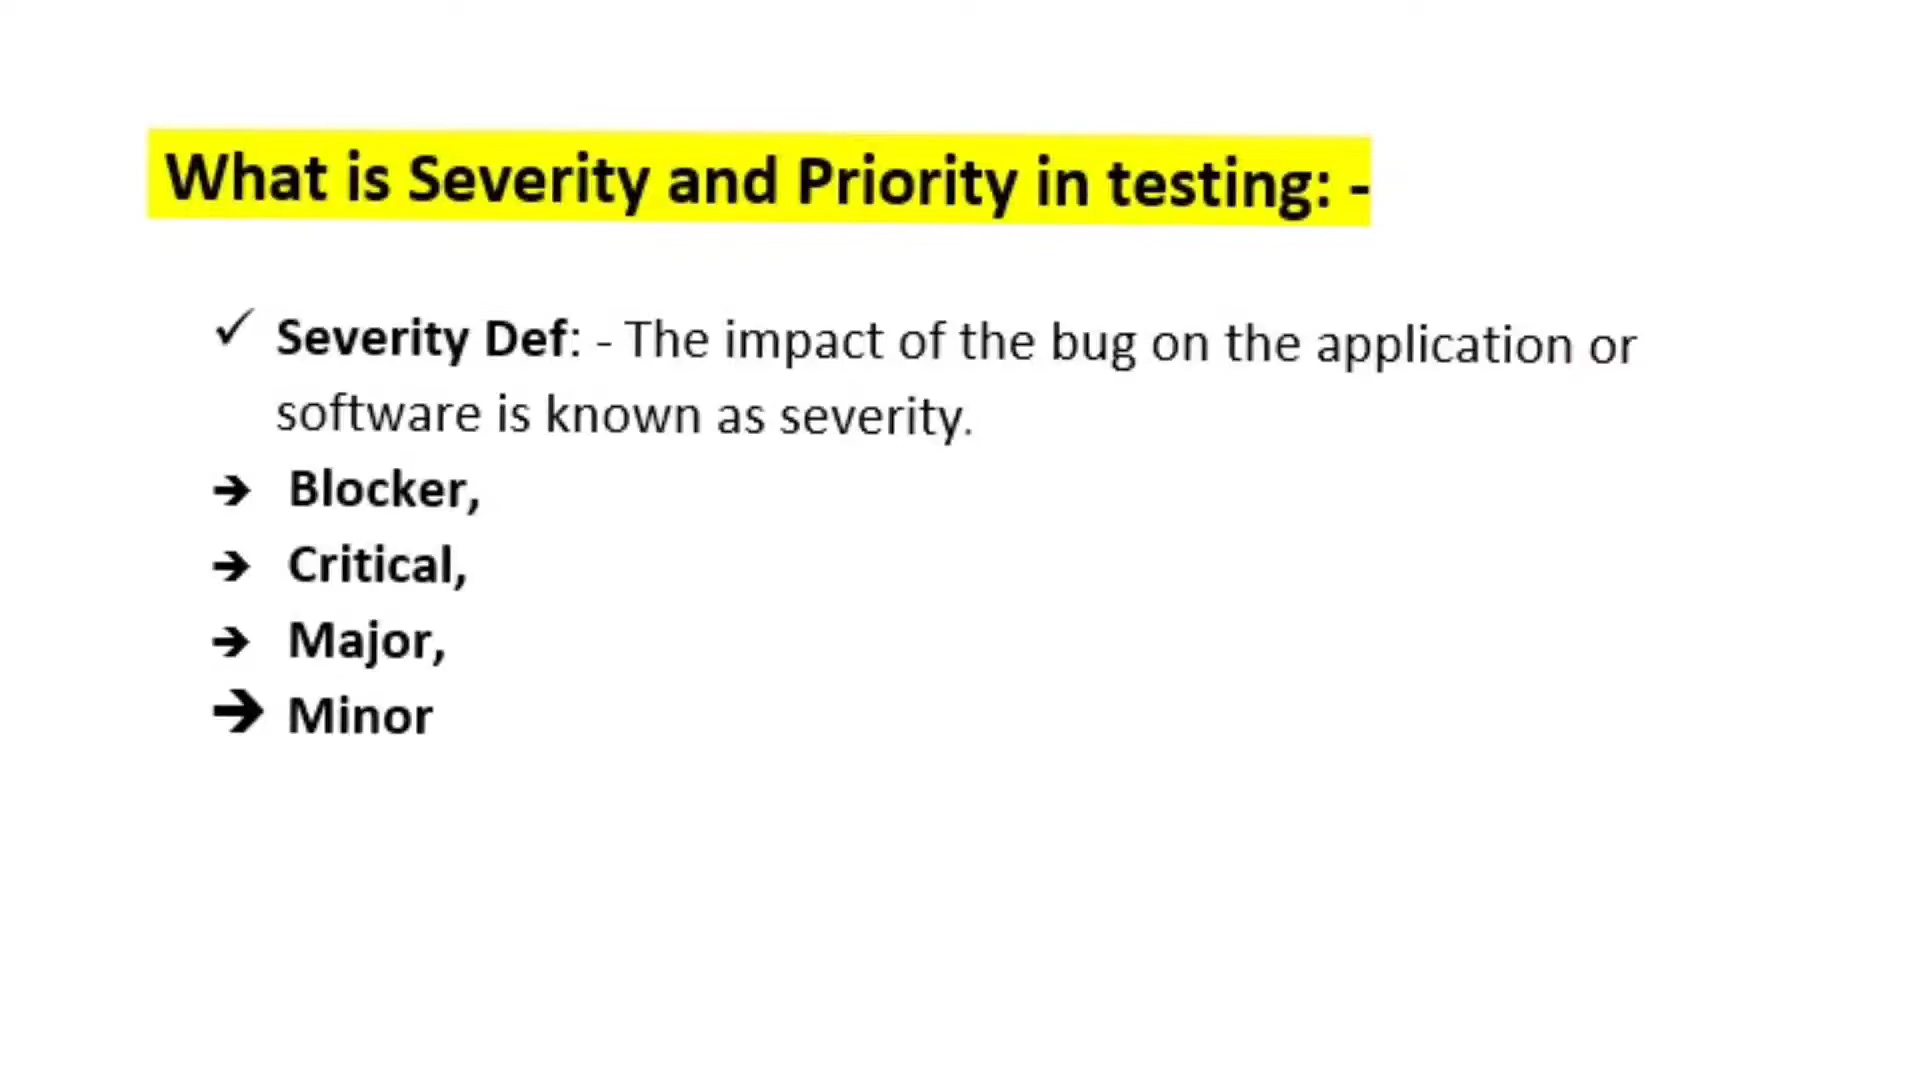 What is Severity and Priority in testing: -
✓ Severity Def: - The impact of the bug on the application or
software is known as severity.
➔ Blocker,
➔ Critical,
➔ Major,
➔ Minor